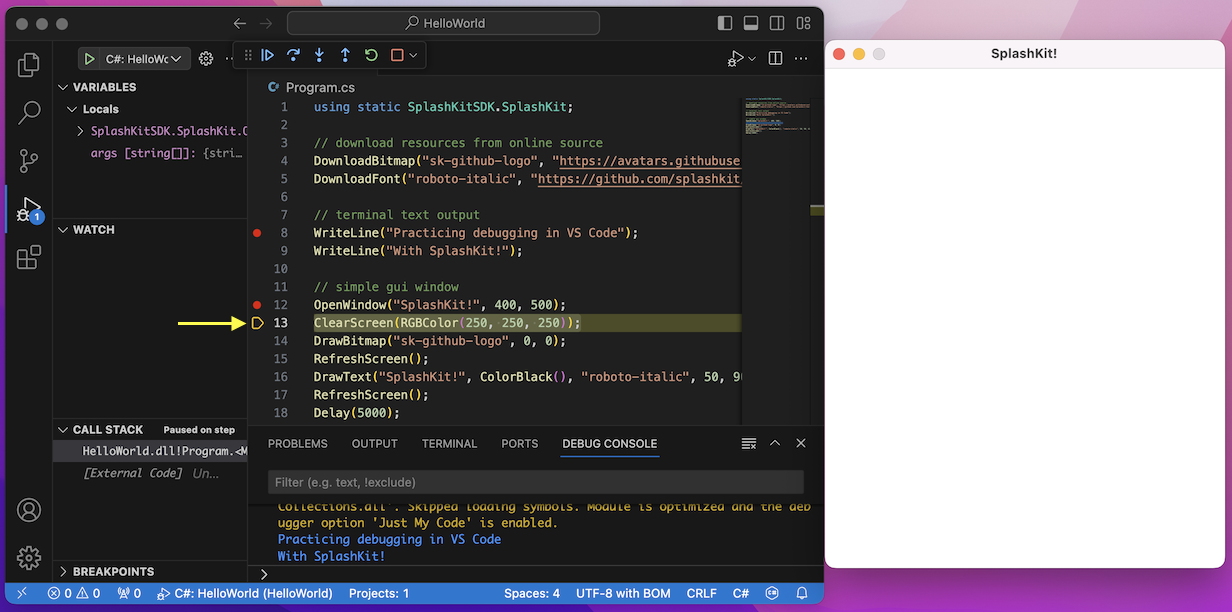 HelloWorld
SplashKit!
C#: HelloWc
VARIABLES
Locals
SplashKitSDK.SplashKit.
args [string[]]: {stri…
WATCH
CALL STACK Paused on step
HelloWorld.dll!Program.<M
[External Code] Un...
BREAKPOINTS
1
C# Program.cs
1 using static SplashKitSDK.SplashKit;
2
3 // download resources from online source
4 DownloadBitmap("sk-github-logo", "https://avatars.githubuse
5 DownloadFont("roboto-italic", "https://github.com/splashkit
6
7 // terminal text output
8 WriteLine("Practicing debugging in VS Code");
9 WriteLine("With SplashKit!");
10
11 // simple gui window
12 OpenWindow("SplashKit!", 400, 500);
13 ClearScreen(RGBColor(250, 250, 250));
14 DrawBitmap("sk-github-logo", 0, 0);
15 RefreshScreen();
16 DrawText("SplashKit!", ColorBlack(), "roboto-italic", 50, 90
17 RefreshScreen();
18 Delay(5000);
PROBLEMS OUTPUT TERMINAL PORTS DEBUG CONSOLE
Filter (e.g. text, !exclude)
Collections.dll'. Skipped loading symbols. Module is optimized and the deb
ugger option 'Just My Code' is enabled.
Practicing debugging in VS Code
With SplashKit!
0 0 0 C#: HelloWorld (HelloWorld) Projects: 1 Spaces: 4 UTF-8 with BOM CRLF C#